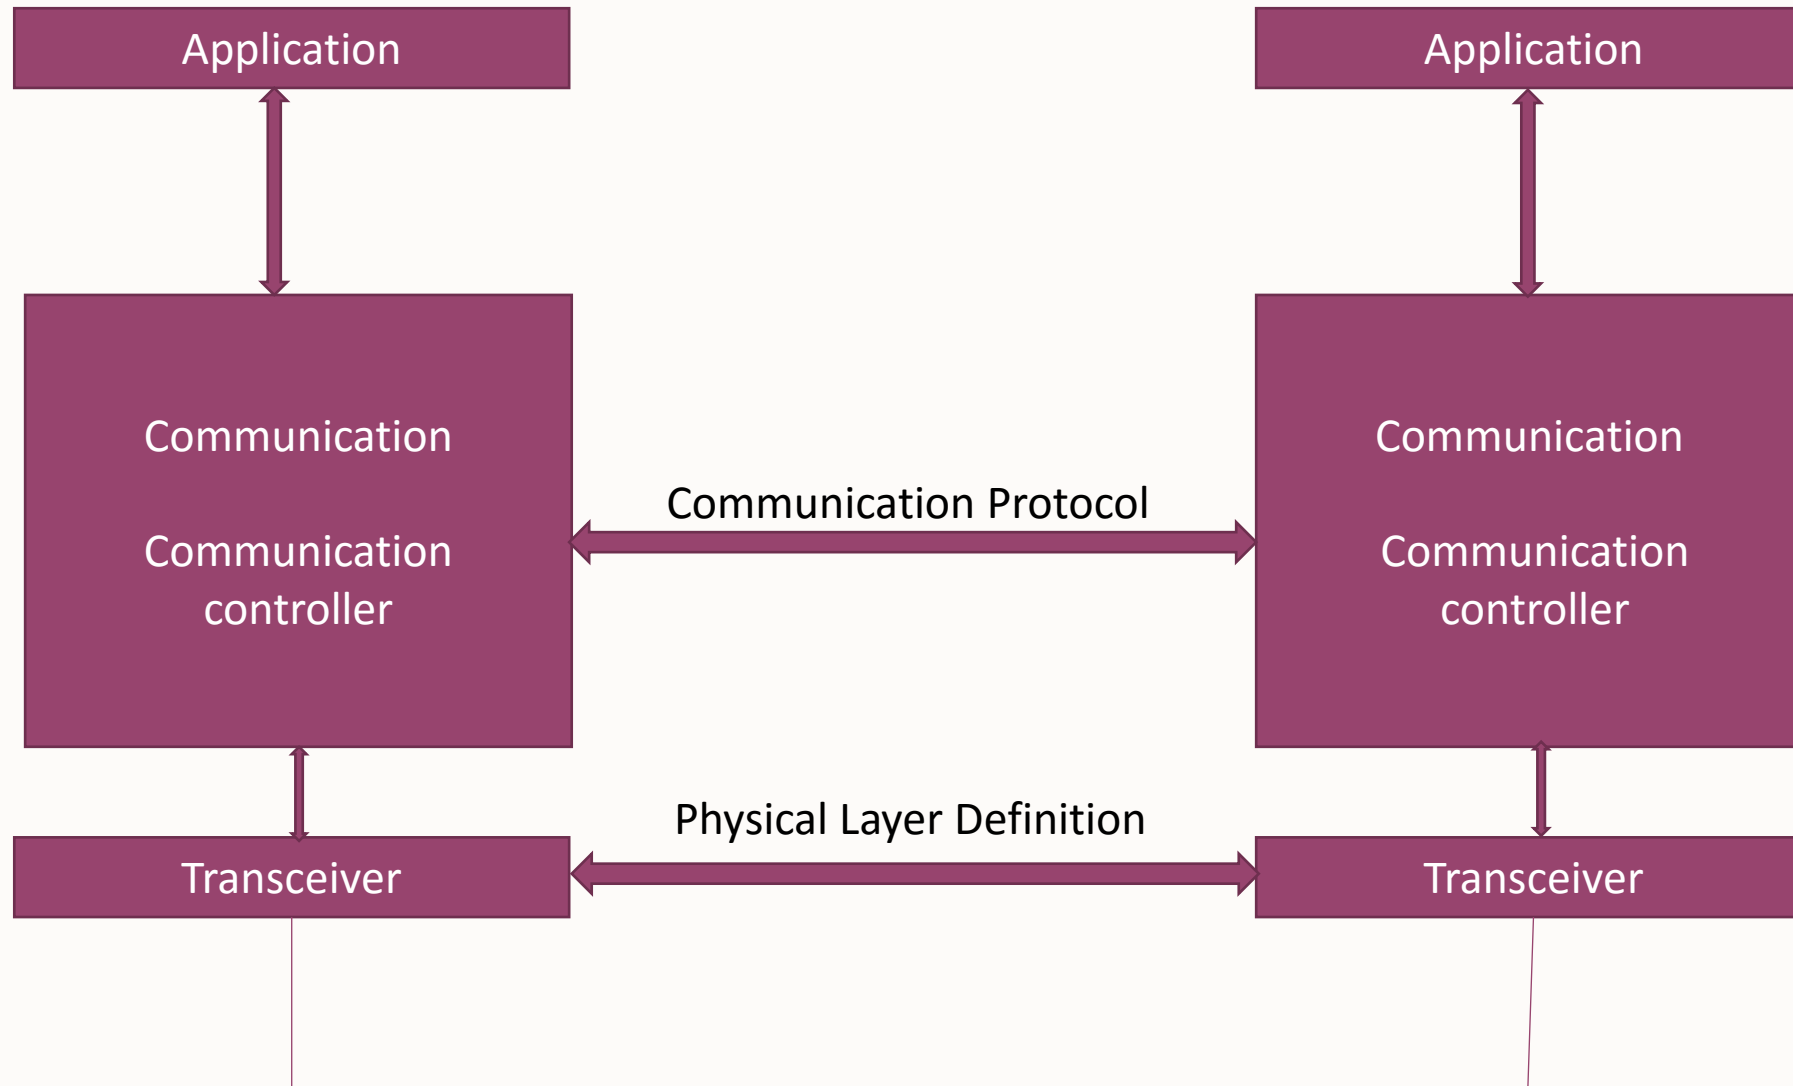 Application
Application
Communication
Communication
controller
Communication Protocol
Communication
Communication
controller
Physical Layer Definition
Transceiver
Transceiver